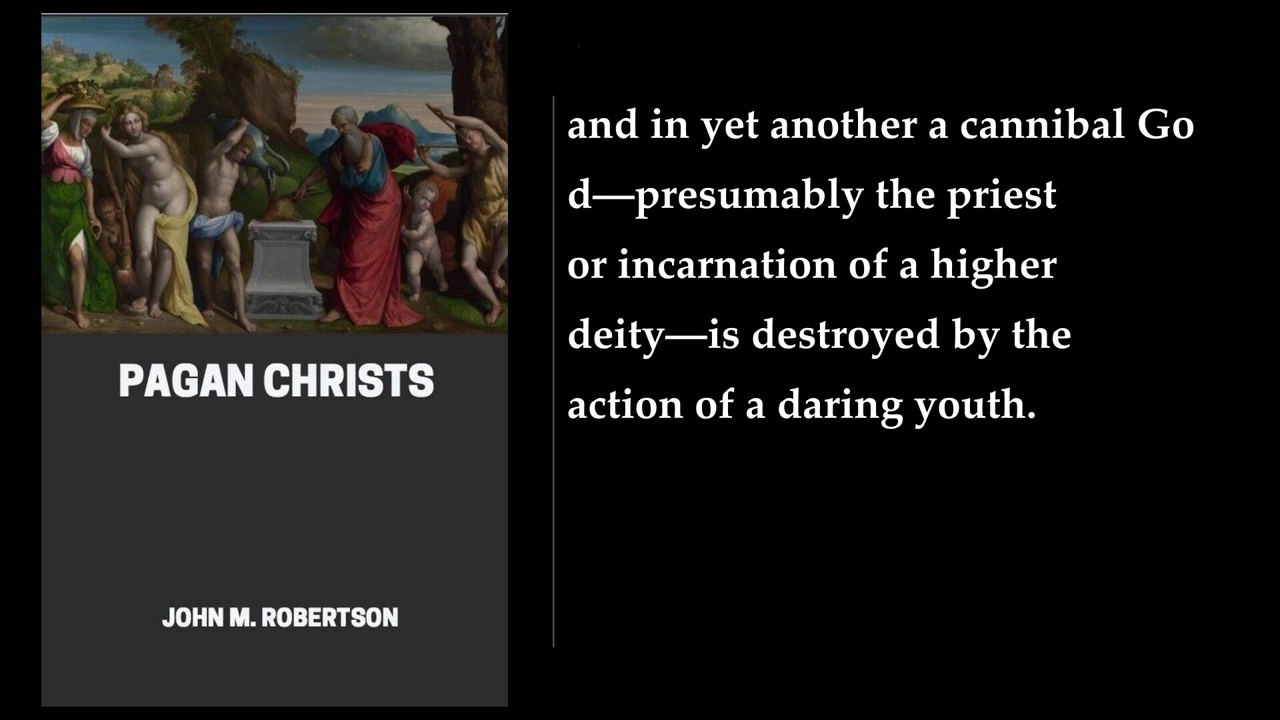 PAGAN CHRISTS
JOHN M. ROBERTSON
and in yet another a cannibal Go
d—presumably the priest
or incarnation of a higher
deity—is destroyed by the
action of a daring youth.